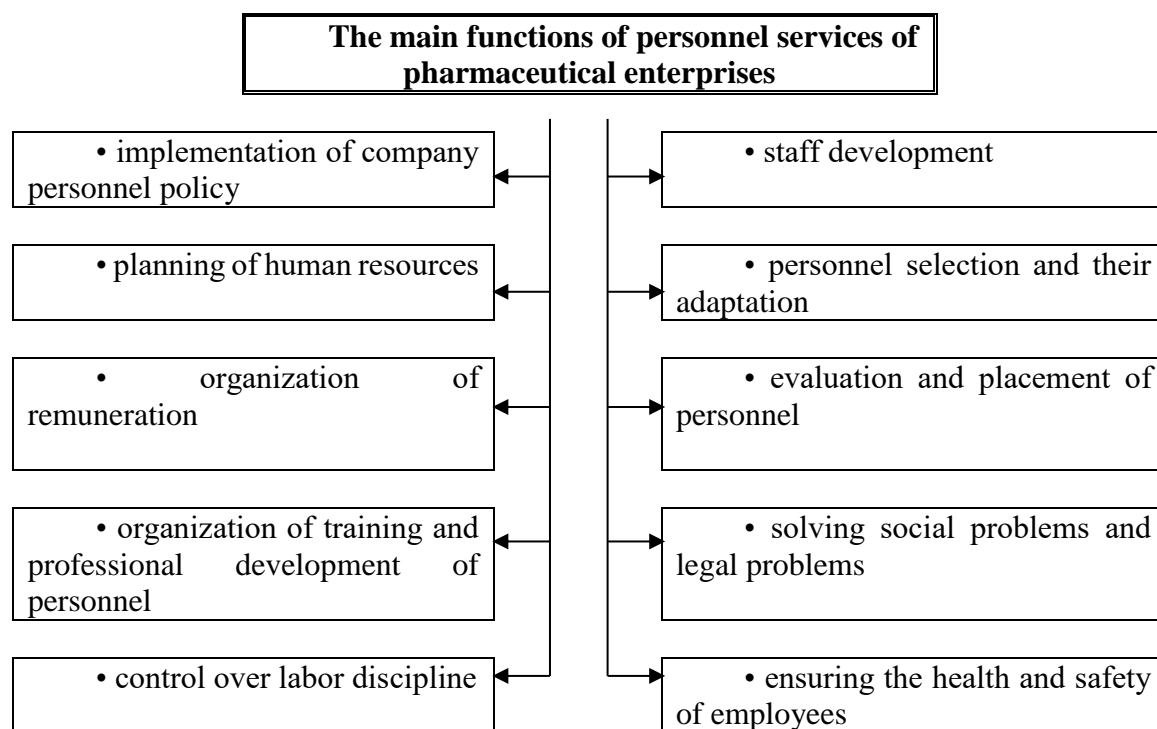 The main functions of personnel services of
pharmaceutical enterprises
• implementation of company
personnel policy
• staff development
• planning of human resources
• personnel selection and their
adaptation
• organization of
remuneration
• evaluation and placement of
personnel
• organization of training and
professional development of
personnel
• solving social problems and
legal problems
• control over labor discipline
• ensuring the health and safety
of employees